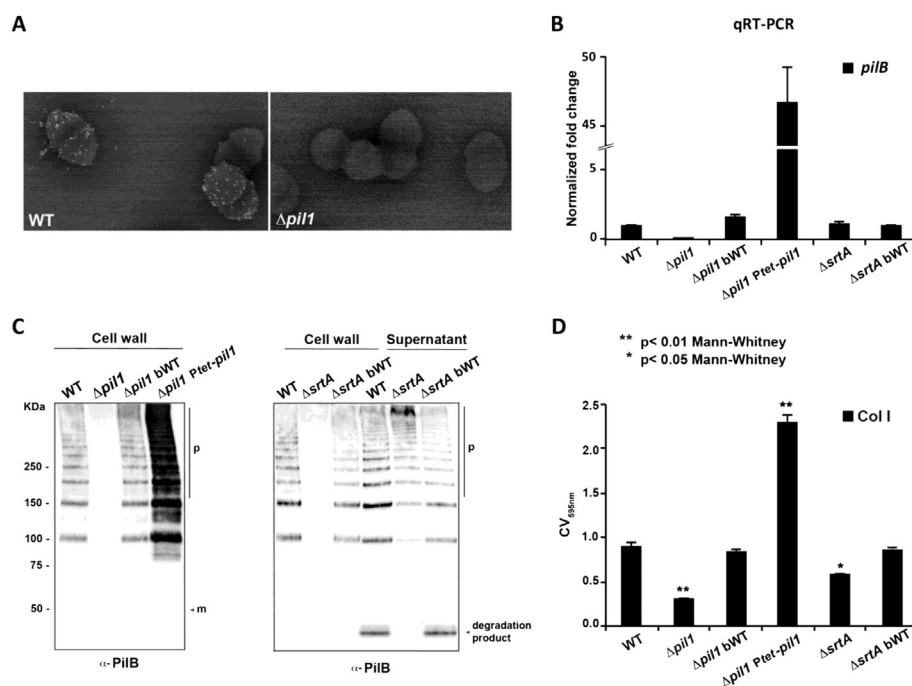 A
WT
Δpil1
B
qRT-PCR
pilB
Normalized fold change
50
45
5
0
WT
Δpil1
Δpil1 bWT
Δpil1 Ptet-pil1
ΔsrtA
ΔsrtA bWT
C
Cell wall
WT
Δpil1
Δpil1 bWT
Δpil1 Ptet-pil1
KDa
250 -
150 -
100 -
75 -
50 -
p
m
α- PilB
Cell wall
Supernatant
WT
ΔsrtA
ΔsrtA bWT
WT
ΔsrtA
ΔsrtA bWT
p
degradation
product
α- PilB
D
** p< 0.01 Mann-Whitney
* p< 0.05 Mann-Whitney
Col I
CV595nm
2.5
2.0
1.5
1.0
0.5
0.0
**
*
**
WT
Δpil1
Δpil1 bWT
Δpil1 Ptet-pil1
ΔsrtA
ΔsrtA bWT